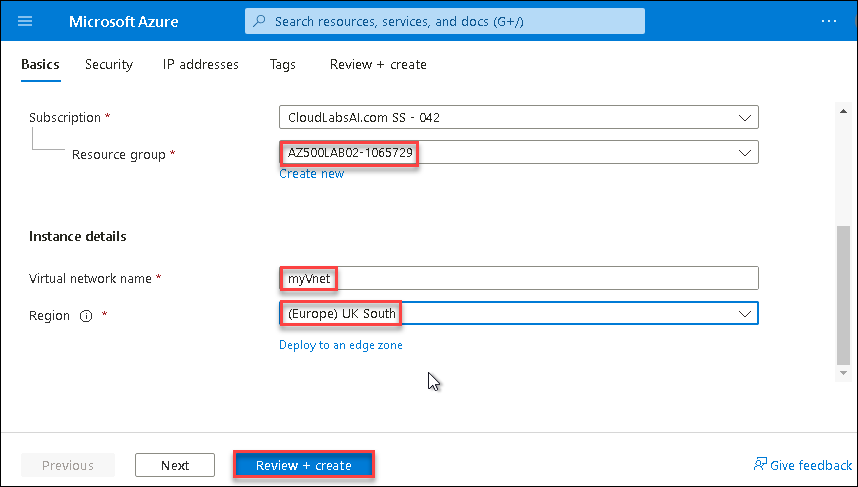 Microsoft Azure
Search resources, services, and docs (G+/)
Basics Security IP addresses Tags Review + create
Subscription *
CloudLabsAI.com SS - 042
Resource group *
AZ500LAB02-1065729
Create new
Instance details
Virtual network name *
myVnet
Region *
(Europe) UK South
Deploy to an edge zone
Previous Next Review + create Give feedback